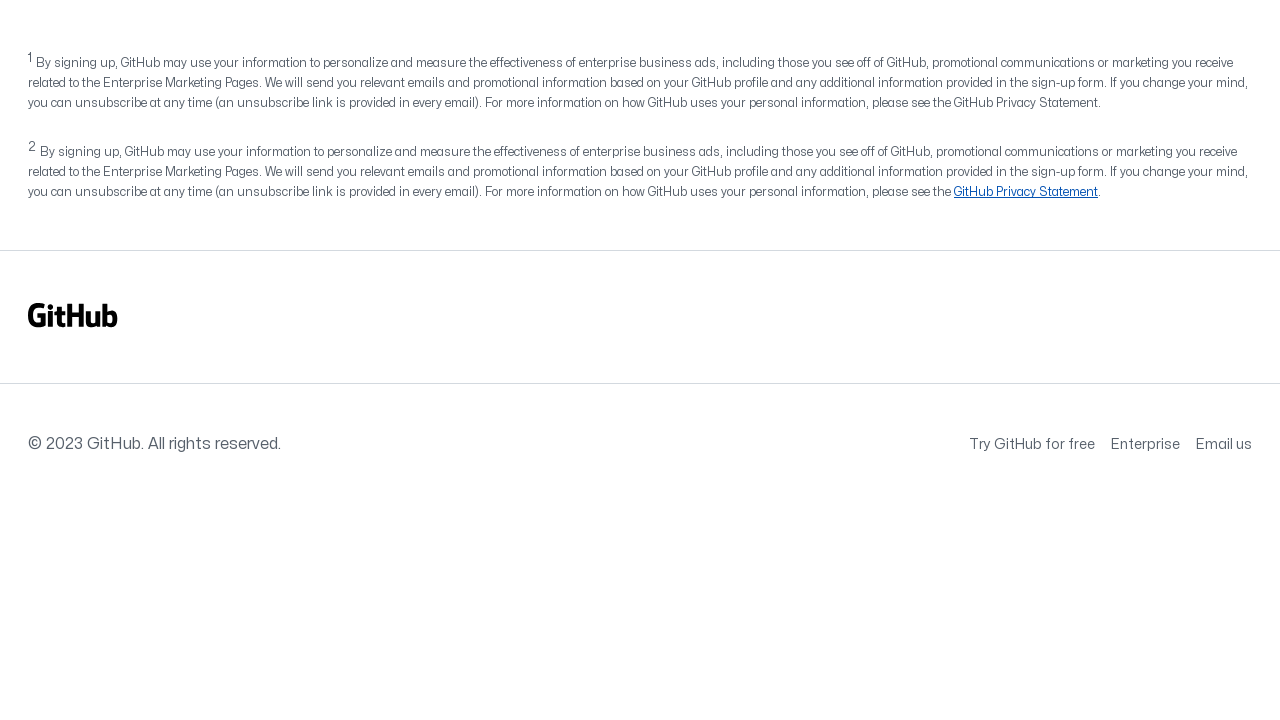 1 By signing up, GitHub may use your information to personalize and measure the effectiveness of enterprise business ads, including those you see off of GitHub, promotional communications or marketing you receive
related to the Enterprise Marketing Pages. We will send you relevant emails and promotional information based on your GitHub profile and any additional information provided in the sign-up form. If you change your mind,
you can unsubscribe at any time (an unsubscribe link is provided in every email). For more information on how GitHub uses your personal information, please see the GitHub Privacy Statement.
2 By signing up, GitHub may use your information to personalize and measure the effectiveness of enterprise business ads, including those you see off of GitHub, promotional communications or marketing you receive
related to the Enterprise Marketing Pages. We will send you relevant emails and promotional information based on your GitHub profile and any additional information provided in the sign-up form. If you change your mind,
you can unsubscribe at any time (an unsubscribe link is provided in every email). For more information on how GitHub uses your personal information, please see the GitHub Privacy Statement.
GitHub
© 2023 GitHub. All rights reserved. Try GitHub for free Enterprise Email us